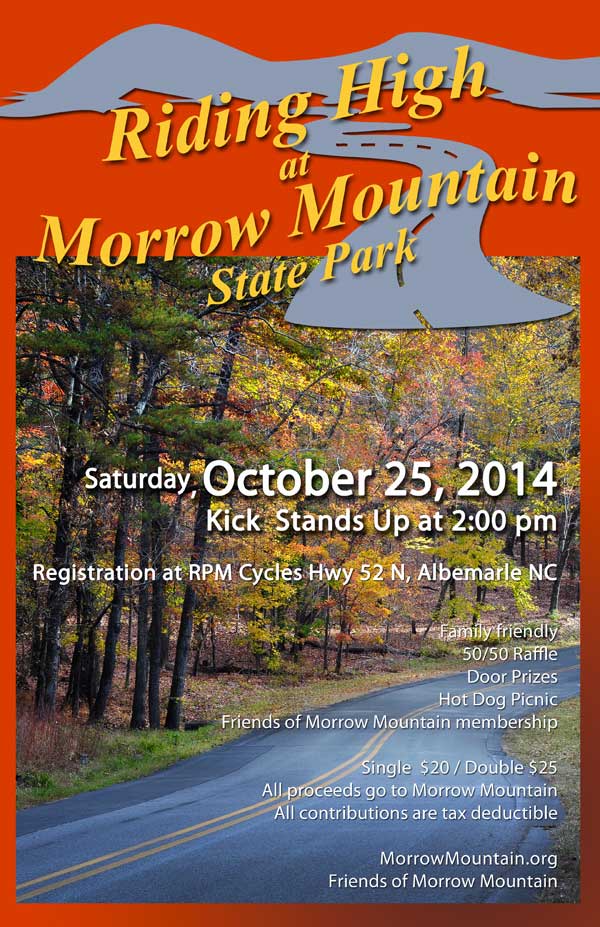 Riding High
at
Morrow Mountain
State Park
Saturday, October 25, 2014
Kick Stands Up at 2:00 pm
Registration at RPM Cycles Hwy 52 N, Albemarle NC
Family friendly
50/50 Raffle
Door Prizes
Hot Dog Picnic
Friends of Morrow Mountain membership
Single $20 / Double $25
All proceeds go to Morrow Mountain
All contributions are tax deductible
MorrowMountain.org
Friends of Morrow Mountain